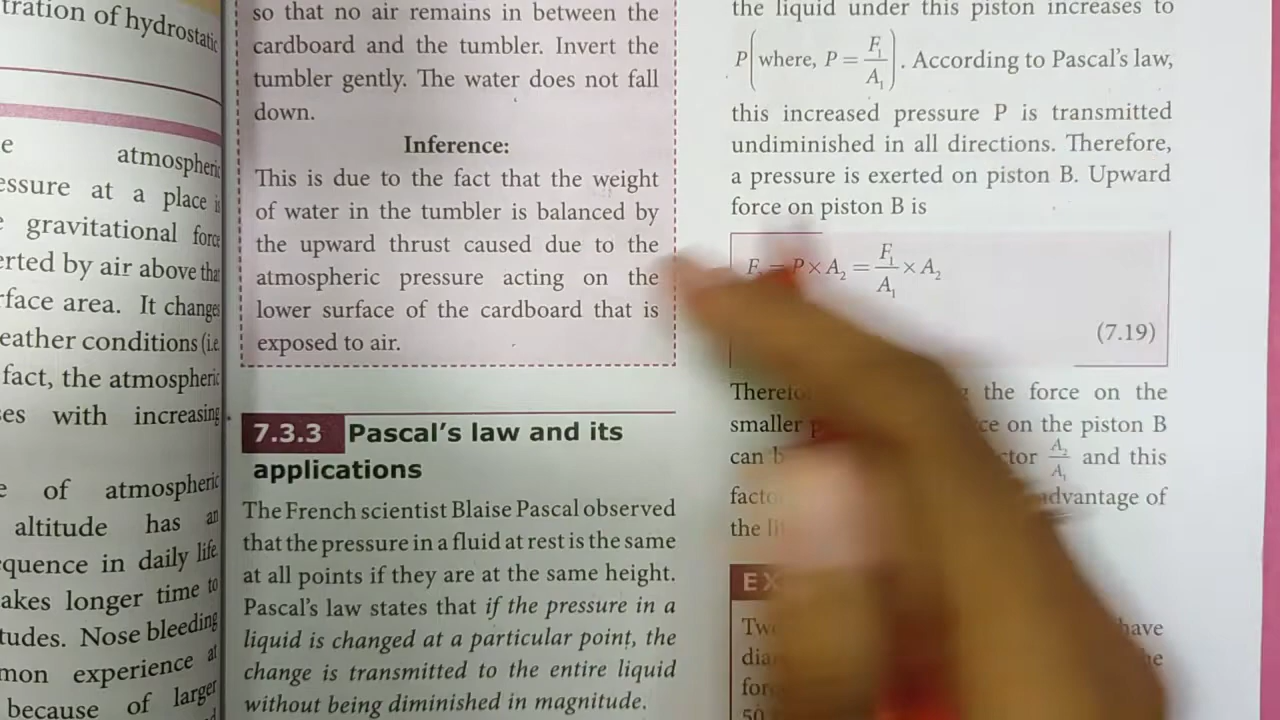 tration of hydrostatic
e atmospheric
essure at a place is
e gravitational force
erted by air above that
rface area. It changes
eather conditions (i.e
fact, the atmospheric
es with increasing
e of atmospheric
altitude has an
quence in daily life
akes longer time to
tudes. Nose bleeding
mon experience at
because of larger
so that no air remains in between the
cardboard and the tumbler. Invert the
tumbler gently. The water does not fall
down.
Inference:
This is due to the fact that the weight
of water in the tumbler is balanced by
the upward thrust caused due to the
atmospheric pressure acting on the
lower surface of the cardboard that is
exposed to air.
7.3.3 Pascal's law and its
applications
The French scientist Blaise Pascal observed
that the pressure in a fluid at rest is the same
at all points if they are at the same height.
Pascal's law states that if the pressure in a
liquid is changed at a particular point, the
change is transmitted to the entire liquid
without being diminished in magnitude.
the liquid under this piston increases to
P(where, P = F₁/A₁). According to Pascal's law,
this increased pressure P is transmitted
undiminished in all directions. Therefore,
a pressure is exerted on piston B. Upward
force on piston B is
= P × A₂ = F₁/A₁ × A₂
(7.19)
the force on the
smaller on the piston B
can A₂/A₁ and this
advantage of
the
Two have
50